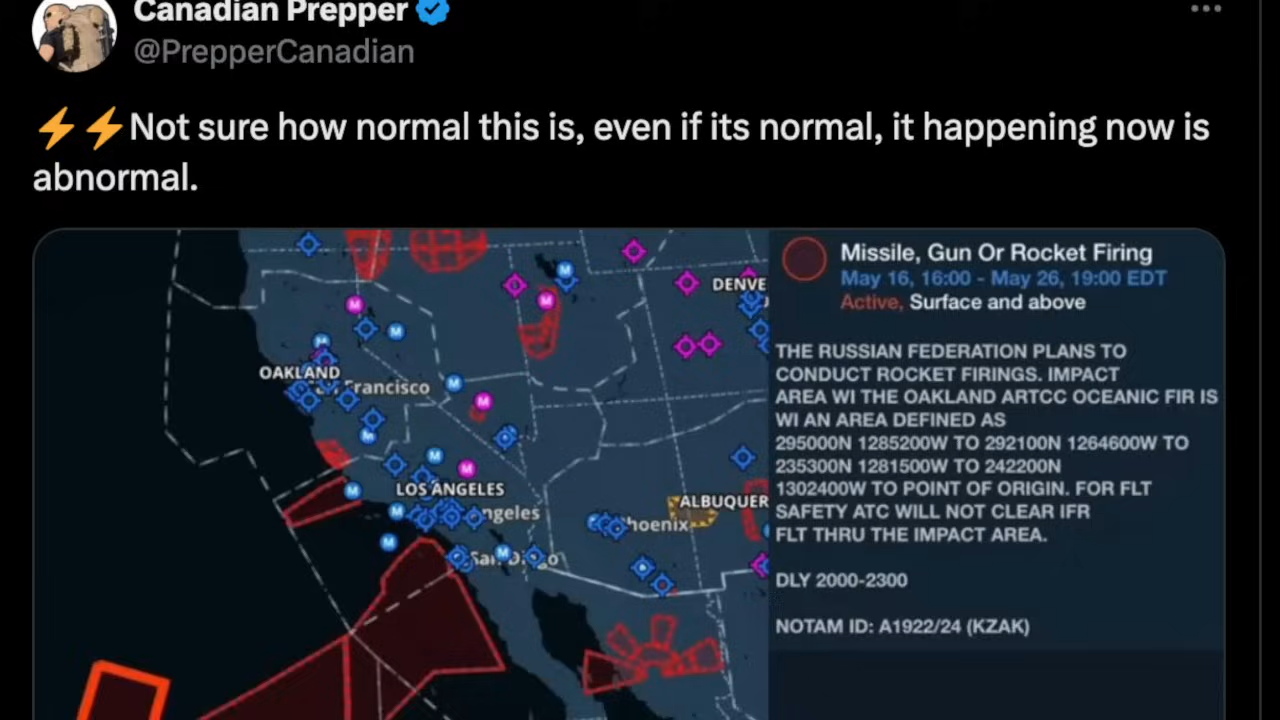 Canadian Prepper
@PrepperCanadian
⚡⚡Not sure how normal this is, even if its normal, it happening now is
abnormal.
Missile, Gun Or Rocket Firing
May 16, 16:00 - May 26, 19:00 EDT
Active, Surface and above
THE RUSSIAN FEDERATION PLANS TO
CONDUCT ROCKET FIRINGS. IMPACT
AREA WI THE OAKLAND ARTCC OCEANIC FIR IS
WI AN AREA DEFINED AS
295000N 1285200W TO 292100N 1264600W TO
235300N 1281500W TO 242200N
1302400W TO POINT OF ORIGIN. FOR FLT
SAFETY ATC WILL NOT CLEAR IFR
FLT THRU THE IMPACT AREA.
DLY 2000-2300
NOTAM ID: A1922/24 (KZAK)
DENVE
OAKLAND
Francisco
LOS ANGELES
ngeles
ALBUQUER
hoenix
M
M
M
M
M
M
M
M
M
M
M
M
M